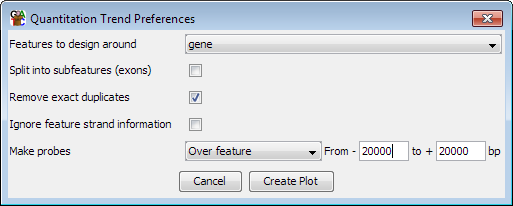 Quantitation Trend Preferences
Features to design around gene
Split into subfeatures (exons)
Remove exact duplicates
Ignore feature strand information
Make probes Over feature From - 20000 to + 20000 bp
Cancel Create Plot